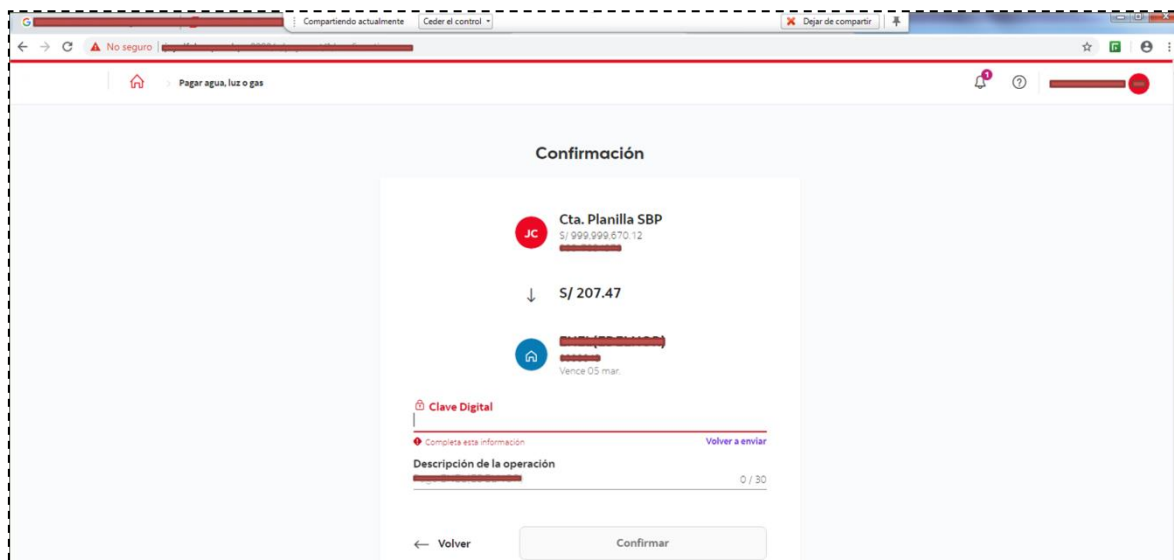 Compartiendo actualmente Ceder el control Dejar de compartir
No seguro
Pagar agua, luz o gas 1
Confirmación
JC Cta. Planilla SBP
S/ 999,999,670.12
↓ S/ 207.47
Vence 05 mar.
Clave Digital
Completa esta información Volver a enviar
Descripción de la operación
0 / 30
← Volver Confirmar